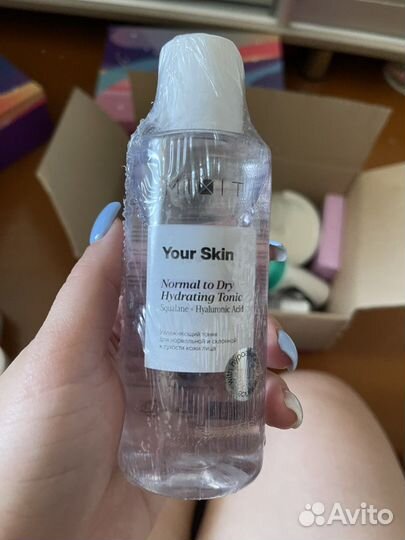 MIXIT
Your Skin
Normal to Dry
Hydrating Tonic
Squalane + Hyaluronic Acid
Увлажняющий тоник
для нормальной и склонной
к сухости кожи лица
Avito